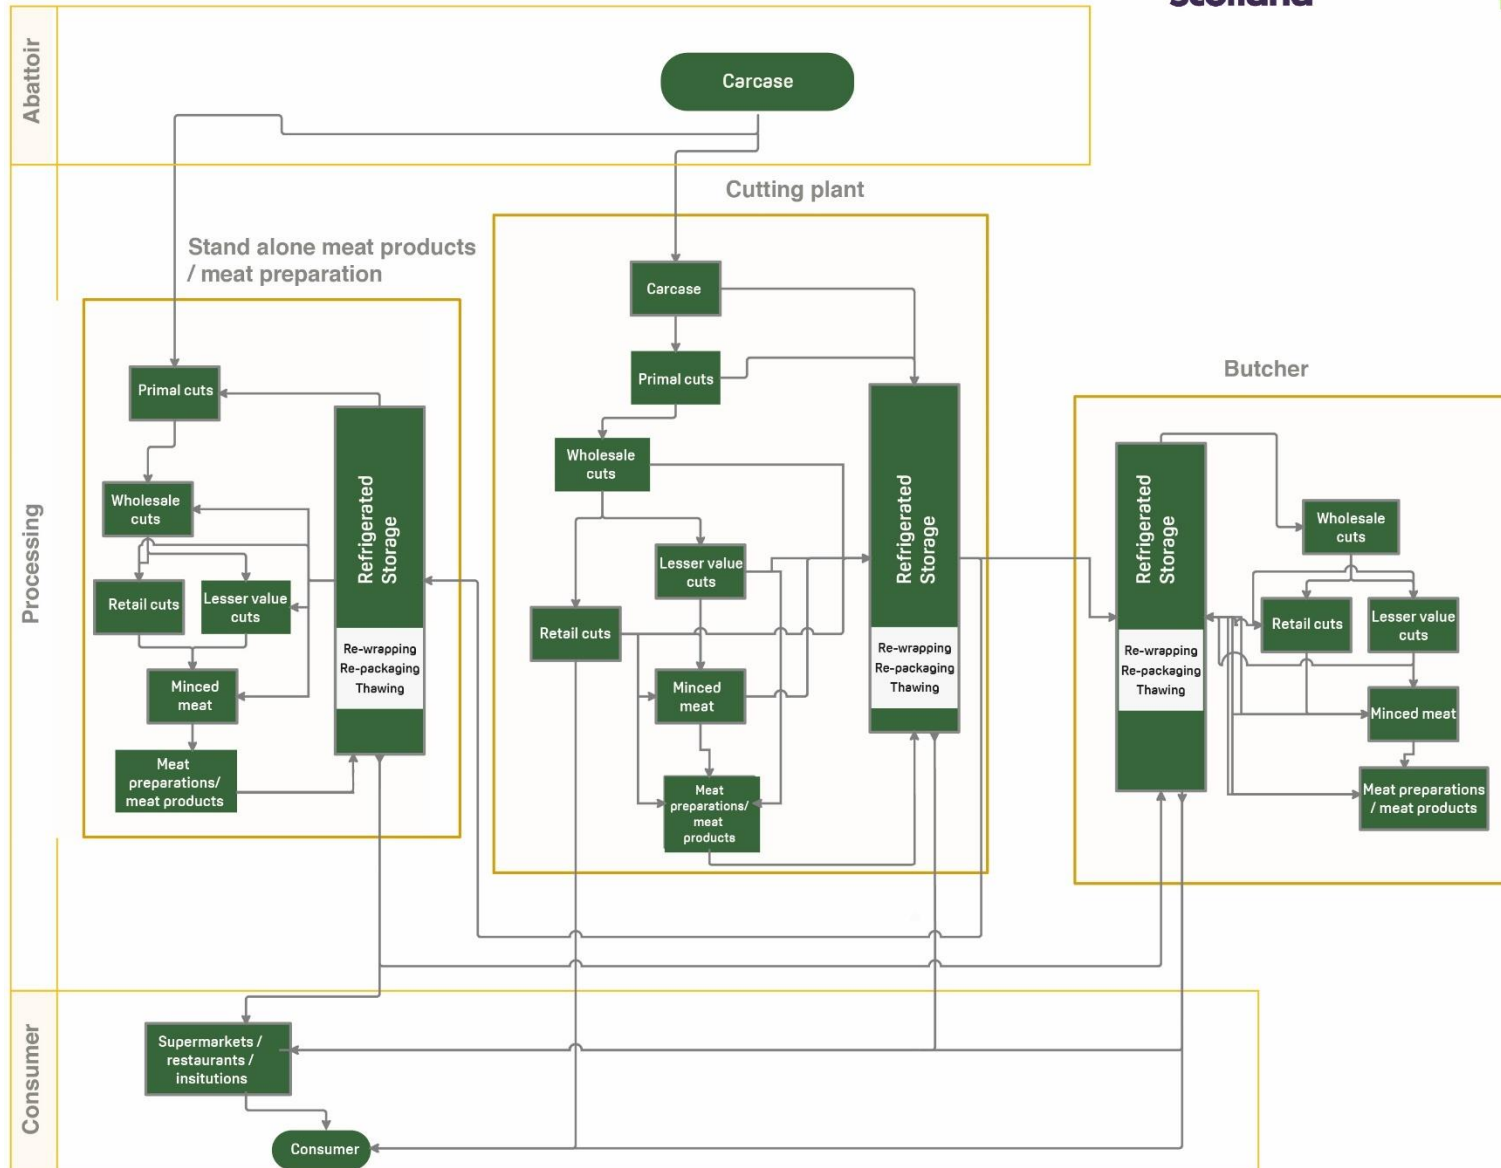 Abattoir
Carcase
Processing
Stand alone meat products
/ meat preparation
Primal cuts
Wholesale
cuts
Retail cuts
Lesser value
cuts
Minced
meat
Meat
preparations/
meat products
Refrigerated
Storage
Re-wrapping
Re-packaging
Thawing
Cutting plant
Carcase
Primal cuts
Wholesale
cuts
Lesser value
cuts
Retail cuts
Minced
meat
Meat
preparations/
meat
products
Refrigerated
Storage
Re-wrapping
Re-packaging
Thawing
Butcher
Refrigerated
Storage
Re-wrapping
Re-packaging
Thawing
Wholesale
cuts
Retail cuts
Lesser value
cuts
Minced meat
Meat preparations
/ meat products
Consumer
Supermarkets /
restaurants /
insitutions
Consumer